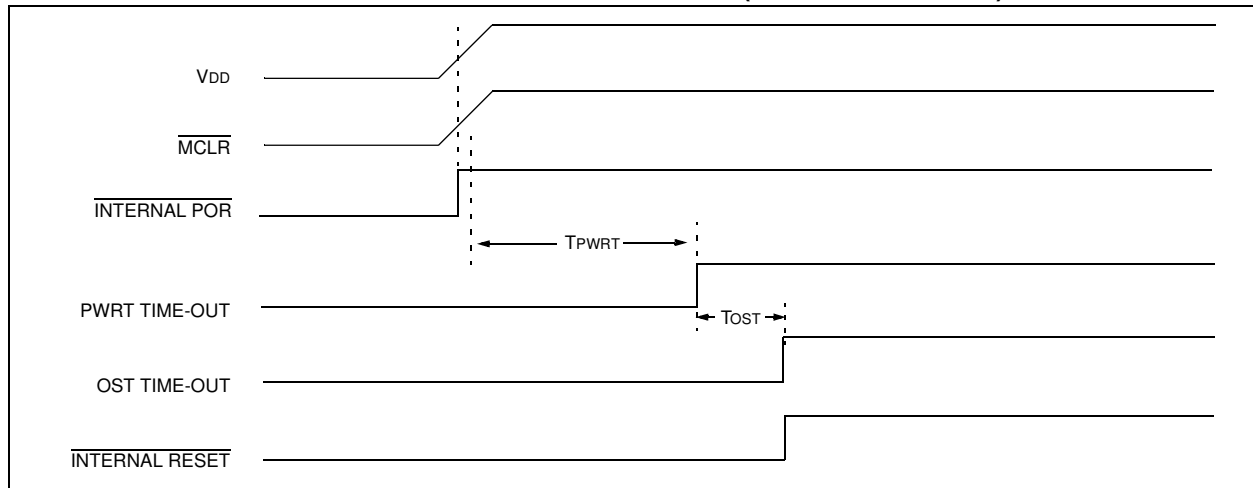 VDD
MCLR
INTERNAL POR
TPWRT
PWRT TIME-OUT
TOST
OST TIME-OUT
INTERNAL RESET